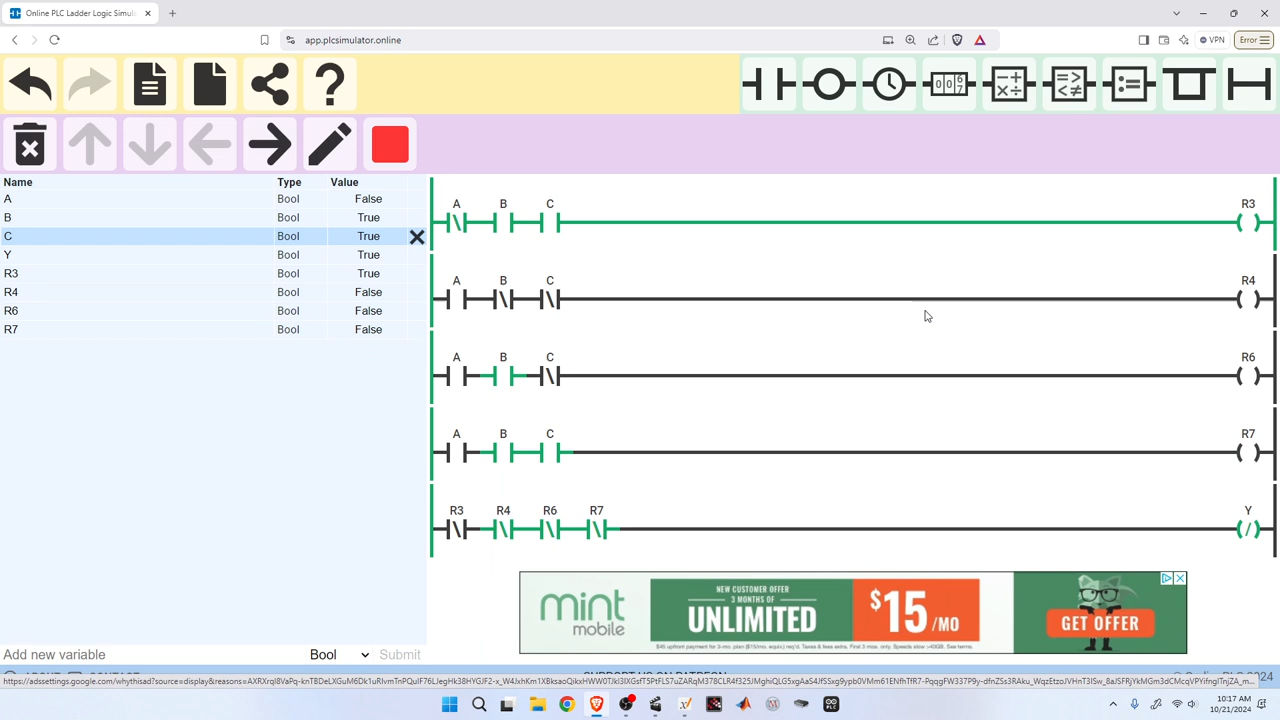 Online PLC Ladder Logic Simul
app.plcsimulator.online
VPN
Error
Name Type Value
A Bool False
B Bool True
C Bool True
Y Bool True
R3 Bool True
R4 Bool False
R6 Bool False
R7 Bool False
A B C R3
A B C R4
A B C R6
A B C R7
R3 R4 R6 R7 Y
mint mobile
NEW CUSTOMER OFFER
3 MONTHS OF
UNLIMITED
$15/MO
GET OFFER
Add new variable Bool Submit
10:17 AM
10/21/2024